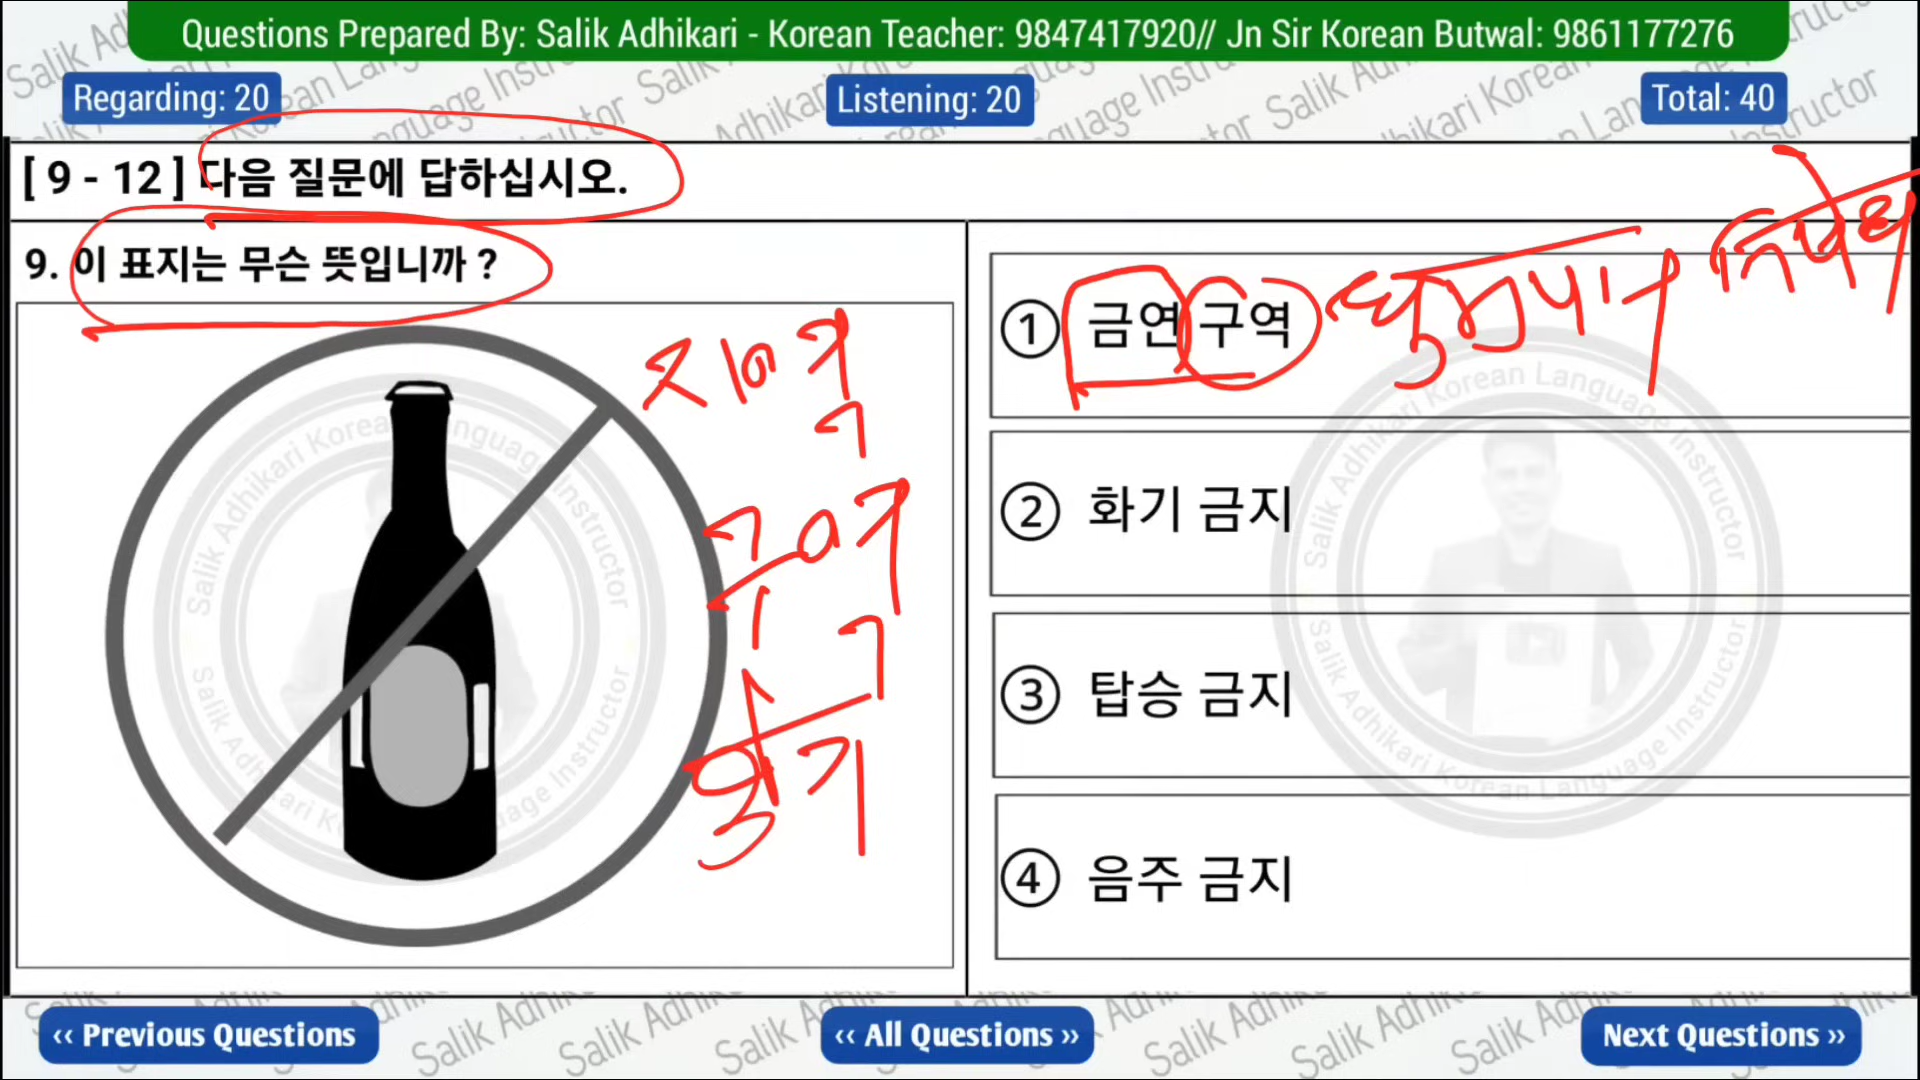 Questions Prepared By: Salik Adhikari - Korean Teacher: 9847417920// Jn Sir Korean Butwal: 9861177276
Regarding: 20
Listening: 20
Total: 40
[ 9 - 12 ] 다음 질문에 답하십시오.
9. 이 표지는 무슨 뜻입니까 ?
① 금연 구역
② 화기 금지
③ 탑승 금지
④ 음주 금지
‹‹ Previous Questions
‹‹ All Questions ››
Next Questions ››